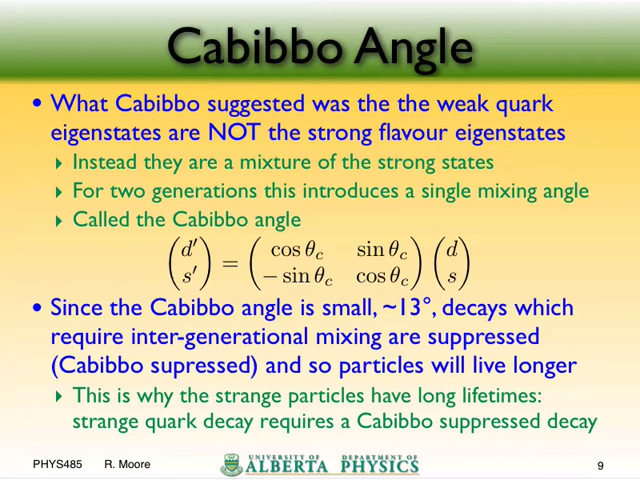 Cabibbo Angle
• What Cabibbo suggested was the the weak quark
eigenstates are NOT the strong flavour eigenstates
‣ Instead they are a mixture of the strong states
‣ For two generations this introduces a single mixing angle
‣ Called the Cabibbo angle
(d′ s′) = (cos θc sin θc − sin θc cos θc) (d s)
• Since the Cabibbo angle is small, ~13°, decays which
require inter-generational mixing are suppressed
(Cabibbo supressed) and so particles will live longer
‣ This is why the strange particles have long lifetimes:
strange quark decay requires a Cabibbo suppressed decay
PHYS485 R. Moore
UNIVERSITY OF DEPARTMENT OF
ALBERTA PHYSICS
9